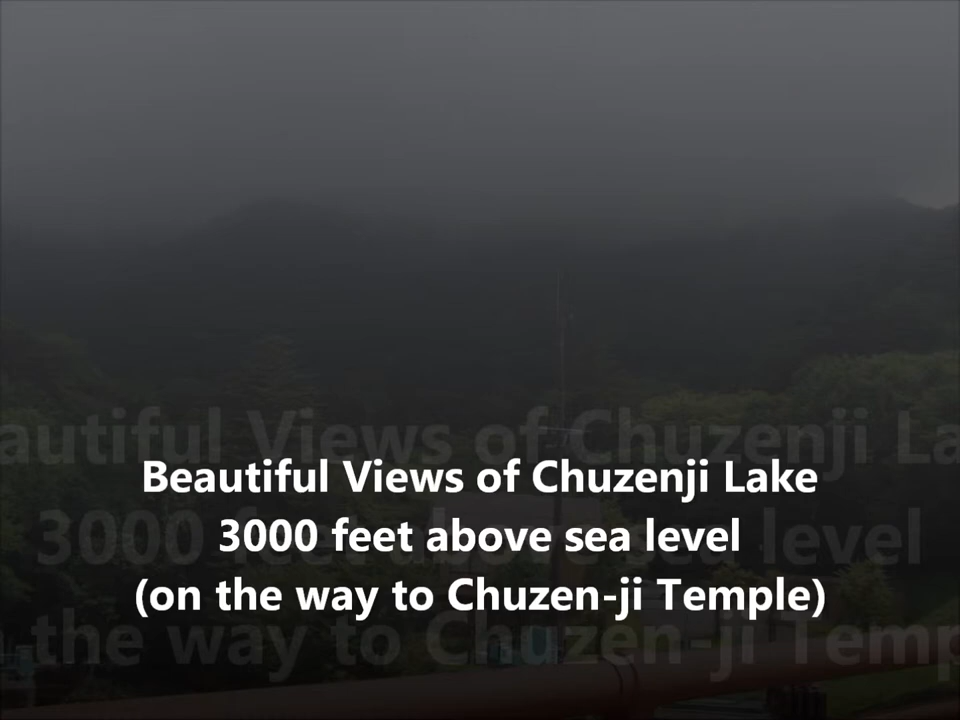 Beautiful Views of Chuzenji Lake
3000 feet above sea level
(on the way to Chuzen-ji Temple)